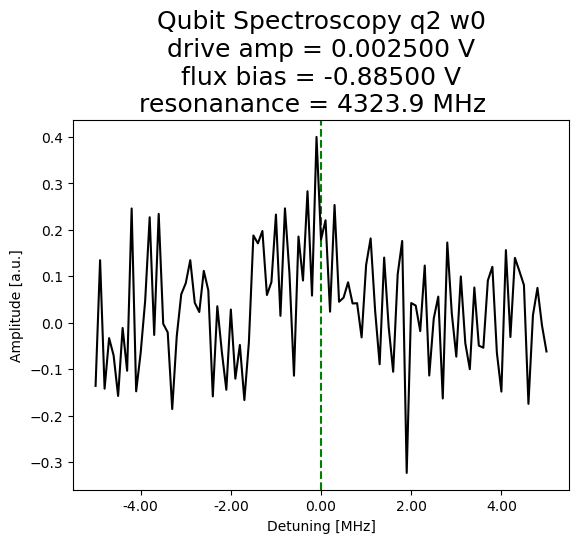 Qubit Spectroscopy q2 w0
drive amp = 0.002500 V
flux bias = -0.88500 V
resonanance = 4323.9 MHz
0.4
0.3
0.2
0.1
0.0
−0.1
−0.2
−0.3
Amplitude [a.u.]
-4.00
-2.00
0.00
2.00
4.00
Detuning [MHz]